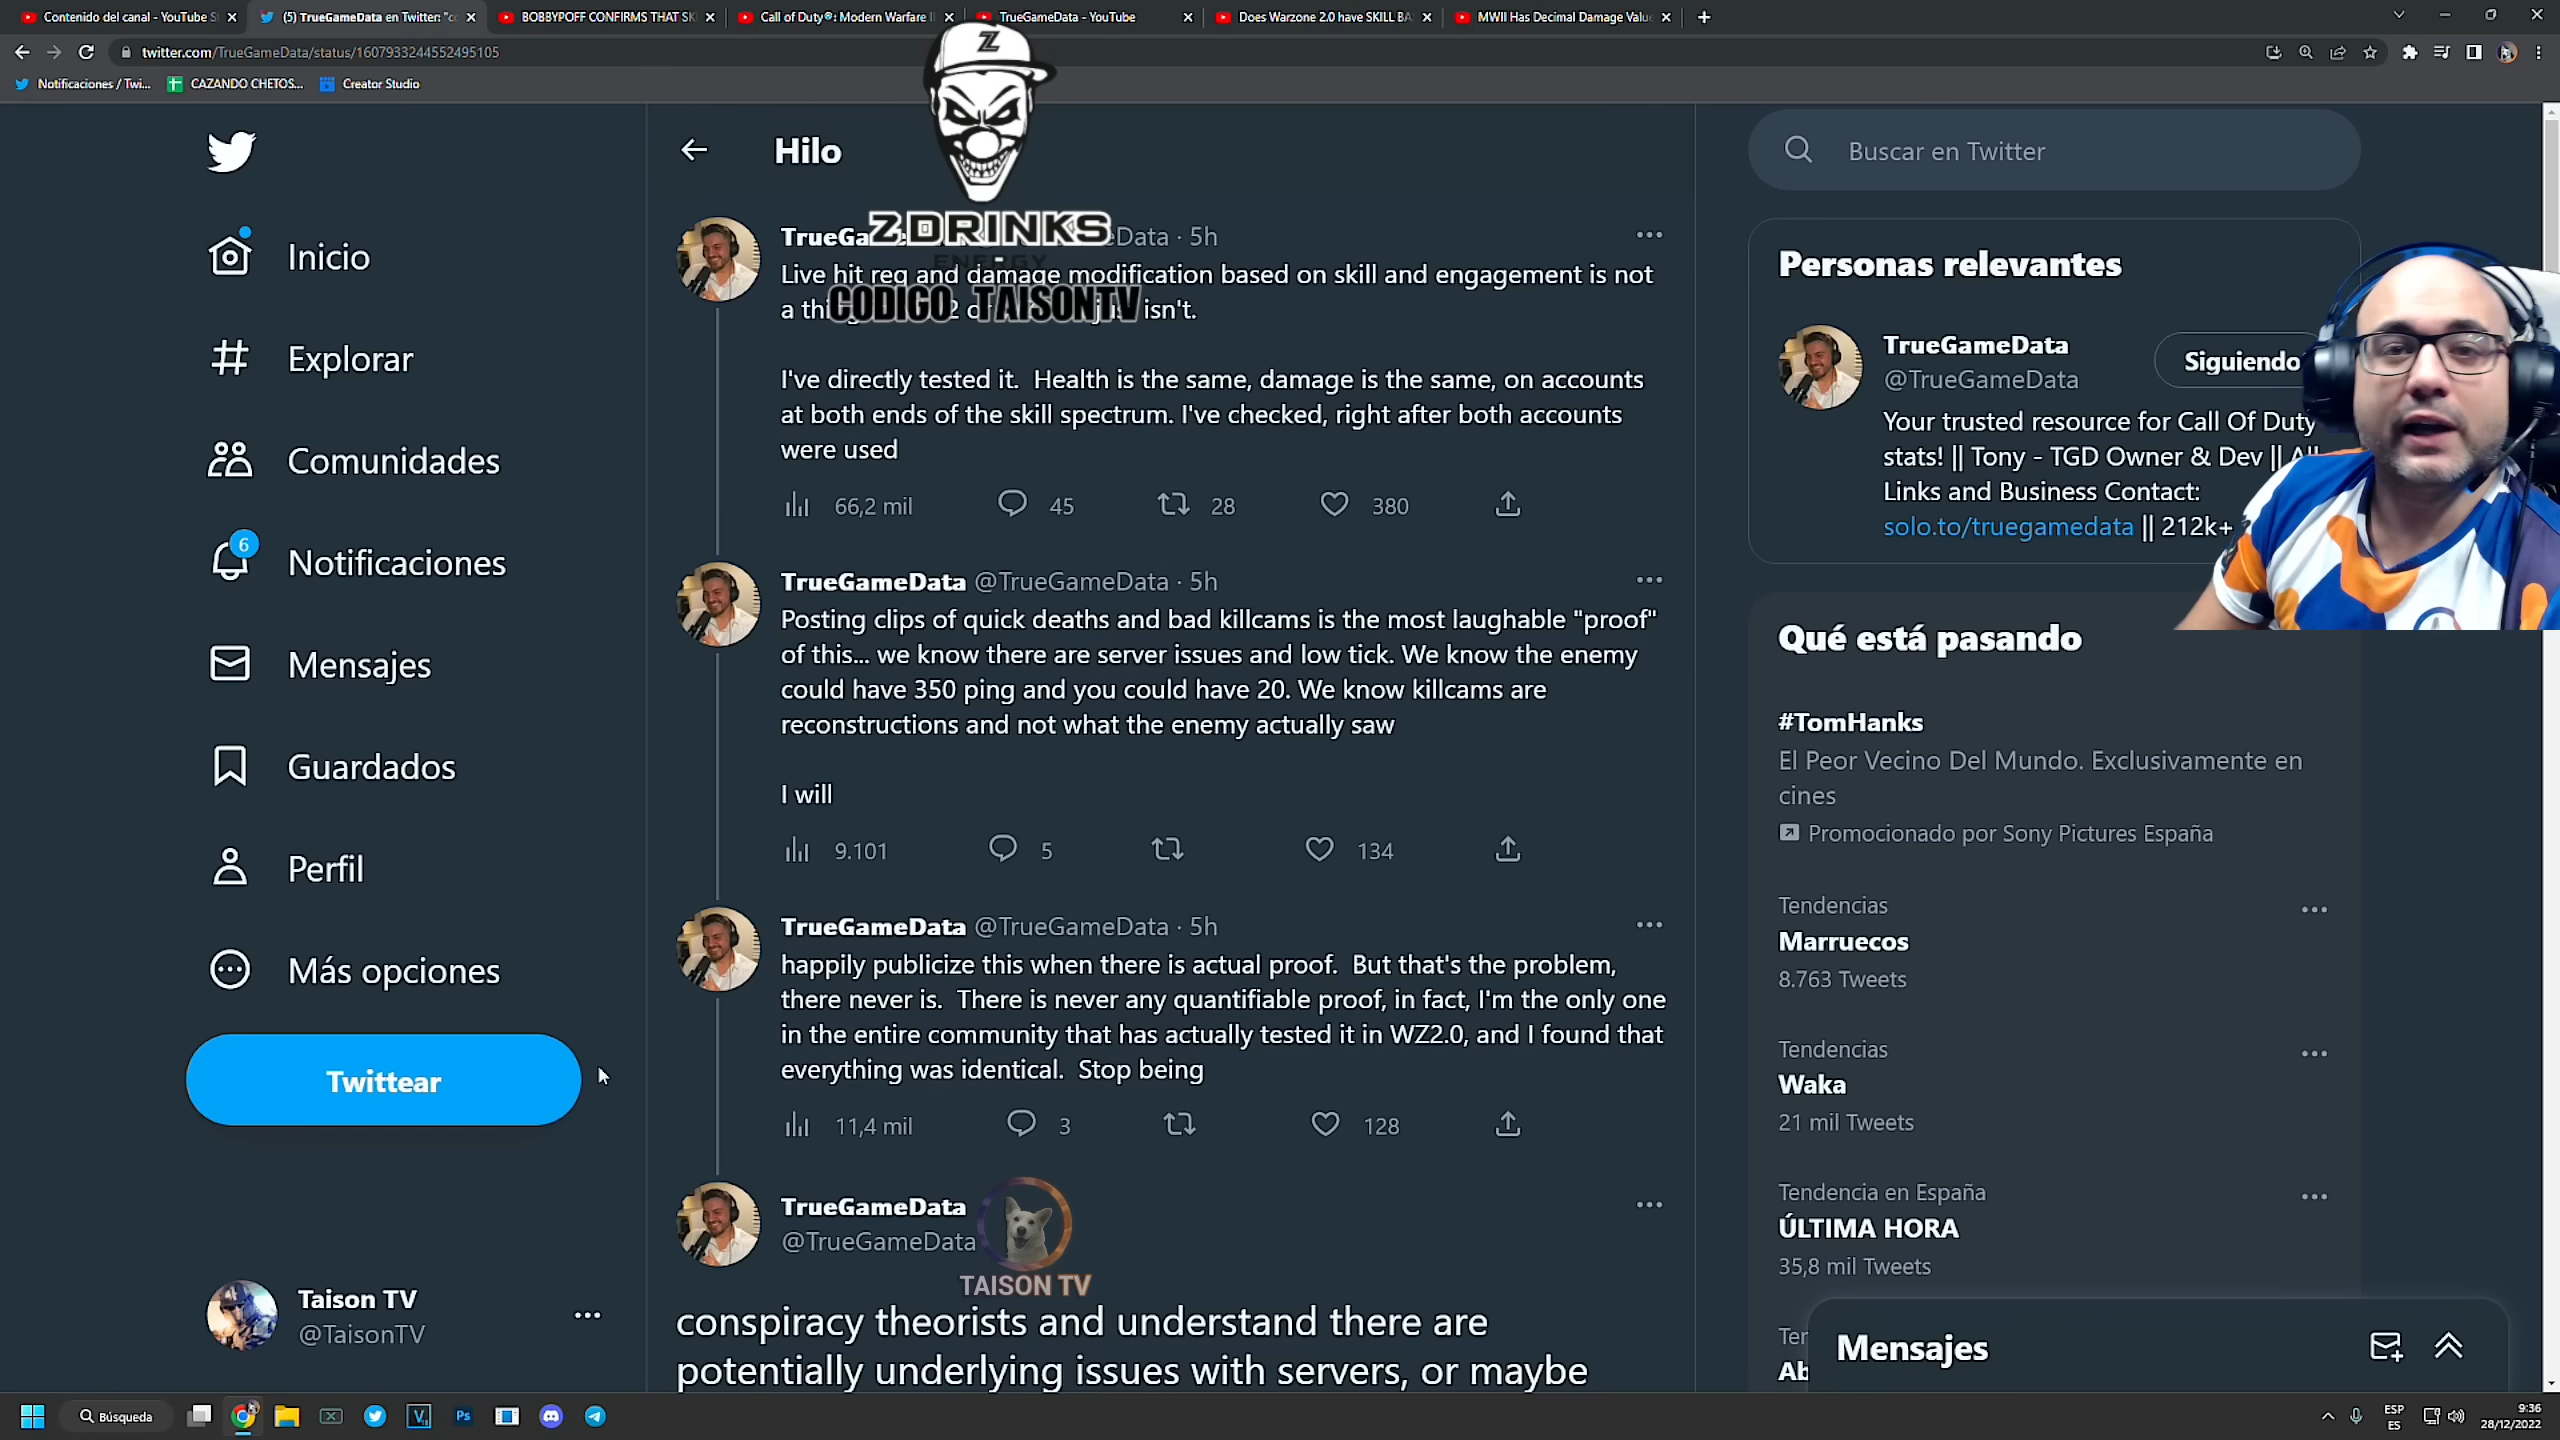 Contenido del canal - YouTube S
(5) TrueGameData en Twitter: "co
BOBBYPOFF CONFIRMS THAT SK
Call of Duty®: Modern Warfare II
TrueGameData - YouTube
Does Warzone 2.0 have SKILL BA
MWII Has Decimal Damage Valu
twitter.com/TrueGameData/status/1607933244552495105
Notificaciones / Twi...
CAZANDO CHETOS...
Creator Studio
Z
ZDRINKS
ENERGY
CODIGO TAISONTV
Inicio
Explorar
Comunidades
6
Notificaciones
Mensajes
Guardados
Perfil
Más opciones
Twittear
Taison TV
@TaisonTV
Hilo
TrueGa Data · 5h
Live hit reg and damage modification based on skill and engagement is not
a isn't.
I've directly tested it. Health is the same, damage is the same, on accounts
at both ends of the skill spectrum. I've checked, right after both accounts
were used
66,2 mil 45 28 380
TrueGameData @TrueGameData · 5h
Posting clips of quick deaths and bad killcams is the most laughable "proof"
of this... we know there are server issues and low tick. We know the enemy
could have 350 ping and you could have 20. We know killcams are
reconstructions and not what the enemy actually saw
I will
9.101 5 134
TrueGameData @TrueGameData · 5h
happily publicize this when there is actual proof. But that's the problem,
there never is. There is never any quantifiable proof, in fact, I'm the only one
in the entire community that has actually tested it in WZ2.0, and I found that
everything was identical. Stop being
11,4 mil 3 128
TrueGameData
@TrueGameData
TAISON TV
conspiracy theorists and understand there are
potentially underlying issues with servers, or maybe
Buscar en Twitter
Personas relevantes
TrueGameData
@TrueGameData
Siguiendo
Your trusted resource for Call Of Duty
stats! || Tony - TGD Owner & Dev || All
Links and Business Contact:
solo.to/truegamedata || 212k+
Qué está pasando
#TomHanks
El Peor Vecino Del Mundo. Exclusivamente en
cines
Promocionado por Sony Pictures España
Tendencias
Marruecos
8.763 Tweets
Tendencias
Waka
21 mil Tweets
Tendencia en España
ÚLTIMA HORA
35,8 mil Tweets
Ter
Ab
Mensajes
Búsqueda
ESP
ES
9:36
28/12/2022